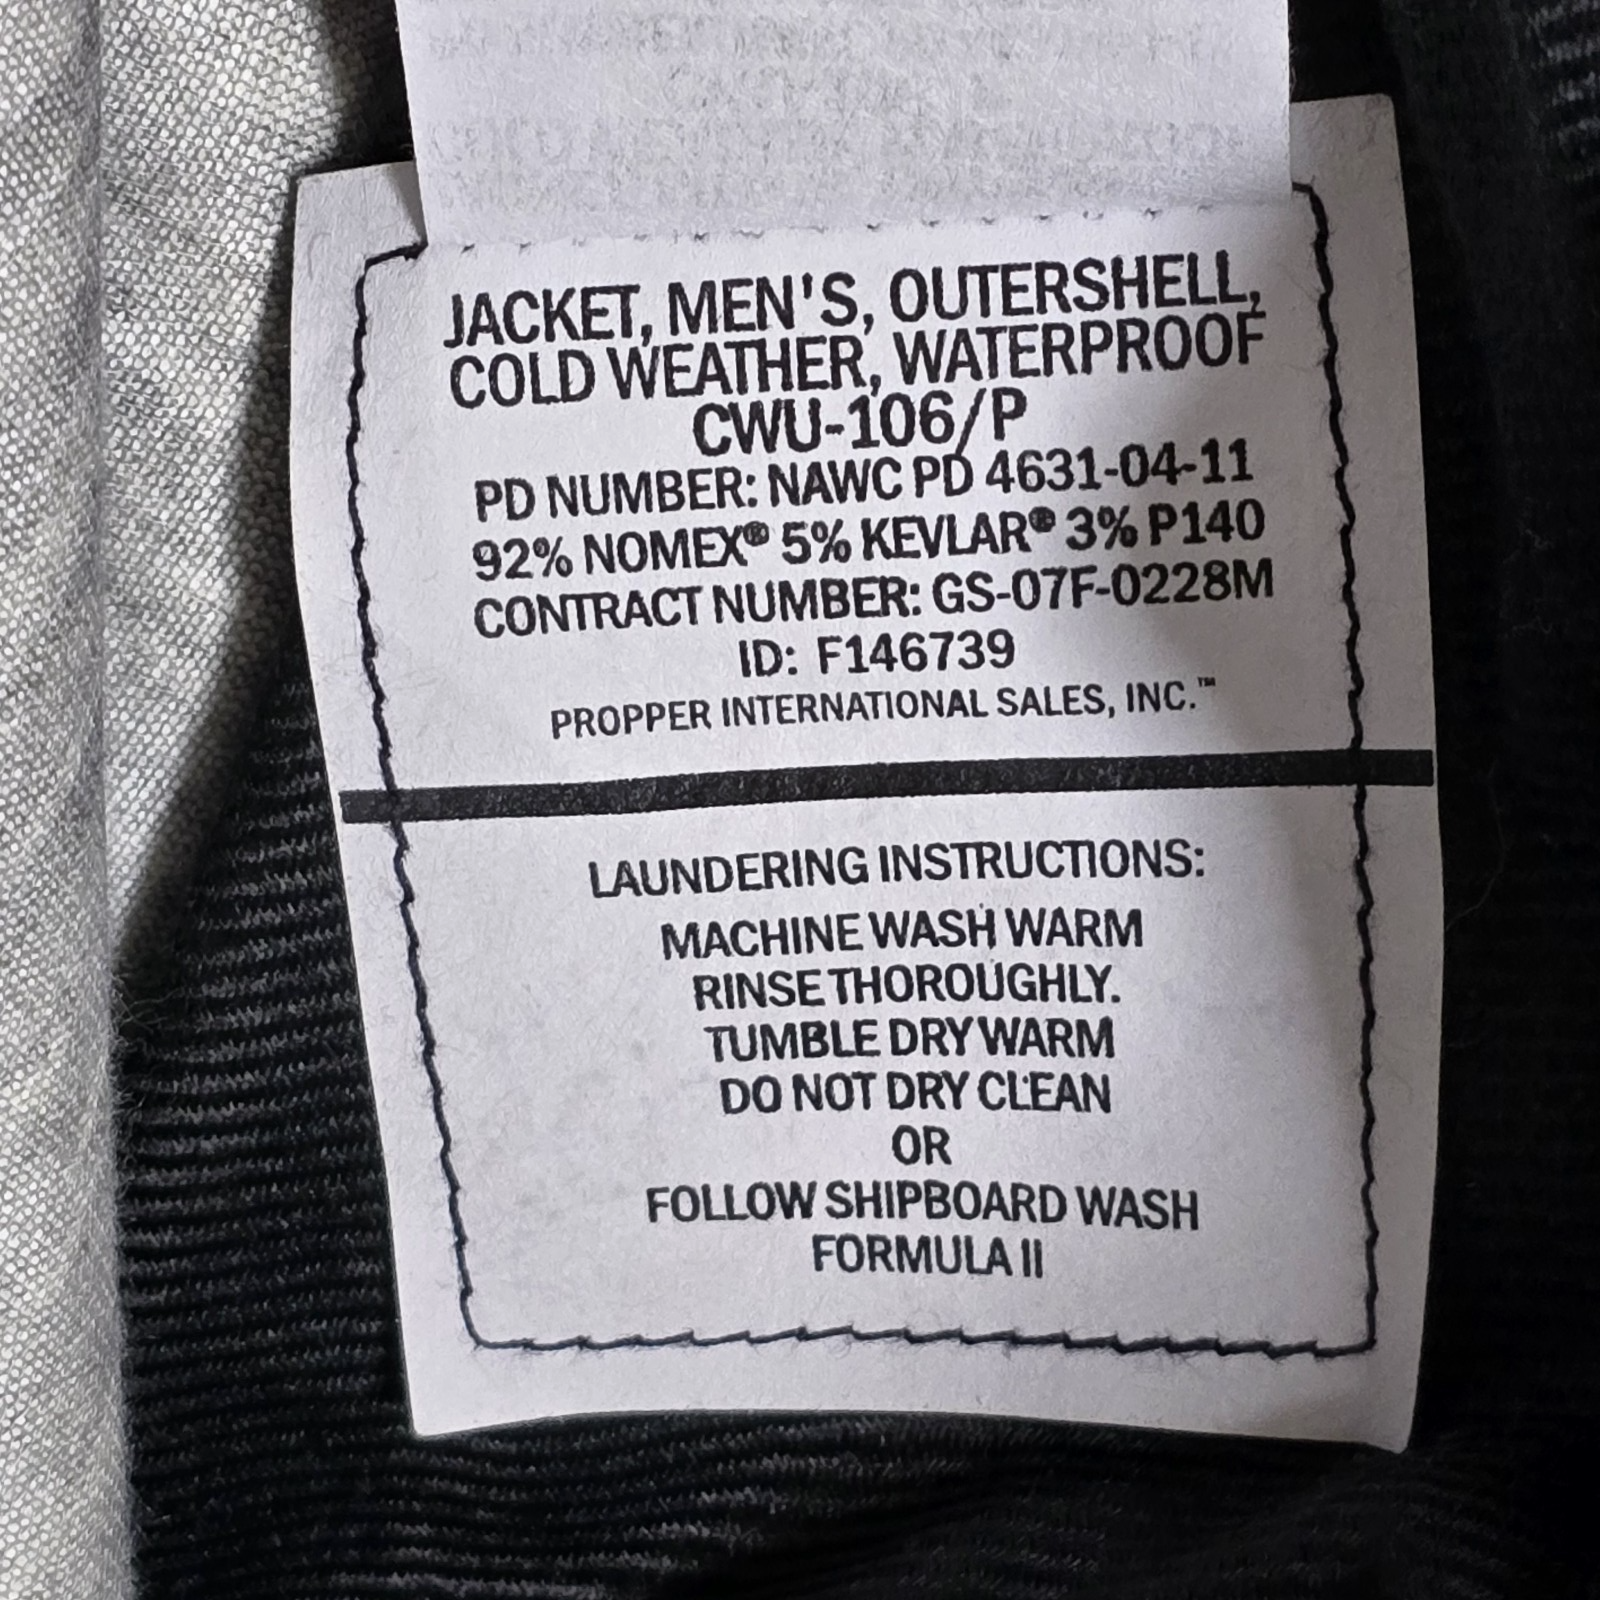 JACKET, MEN'S, OUTERSHELL,
COLD WEATHER, WATERPROOF
CWU-106/P
PD NUMBER: NAWC PD 4631-04-11
92% NOMEX® 5% KEVLAR® 3% P140
CONTRACT NUMBER: GS-07F-0228M
ID: F146739
PROPPER INTERNATIONAL SALES, INC.™
LAUNDERING INSTRUCTIONS:
MACHINE WASH WARM
RINSE THOROUGHLY.
TUMBLE DRY WARM
DO NOT DRY CLEAN
OR
FOLLOW SHIPBOARD WASH
FORMULA II